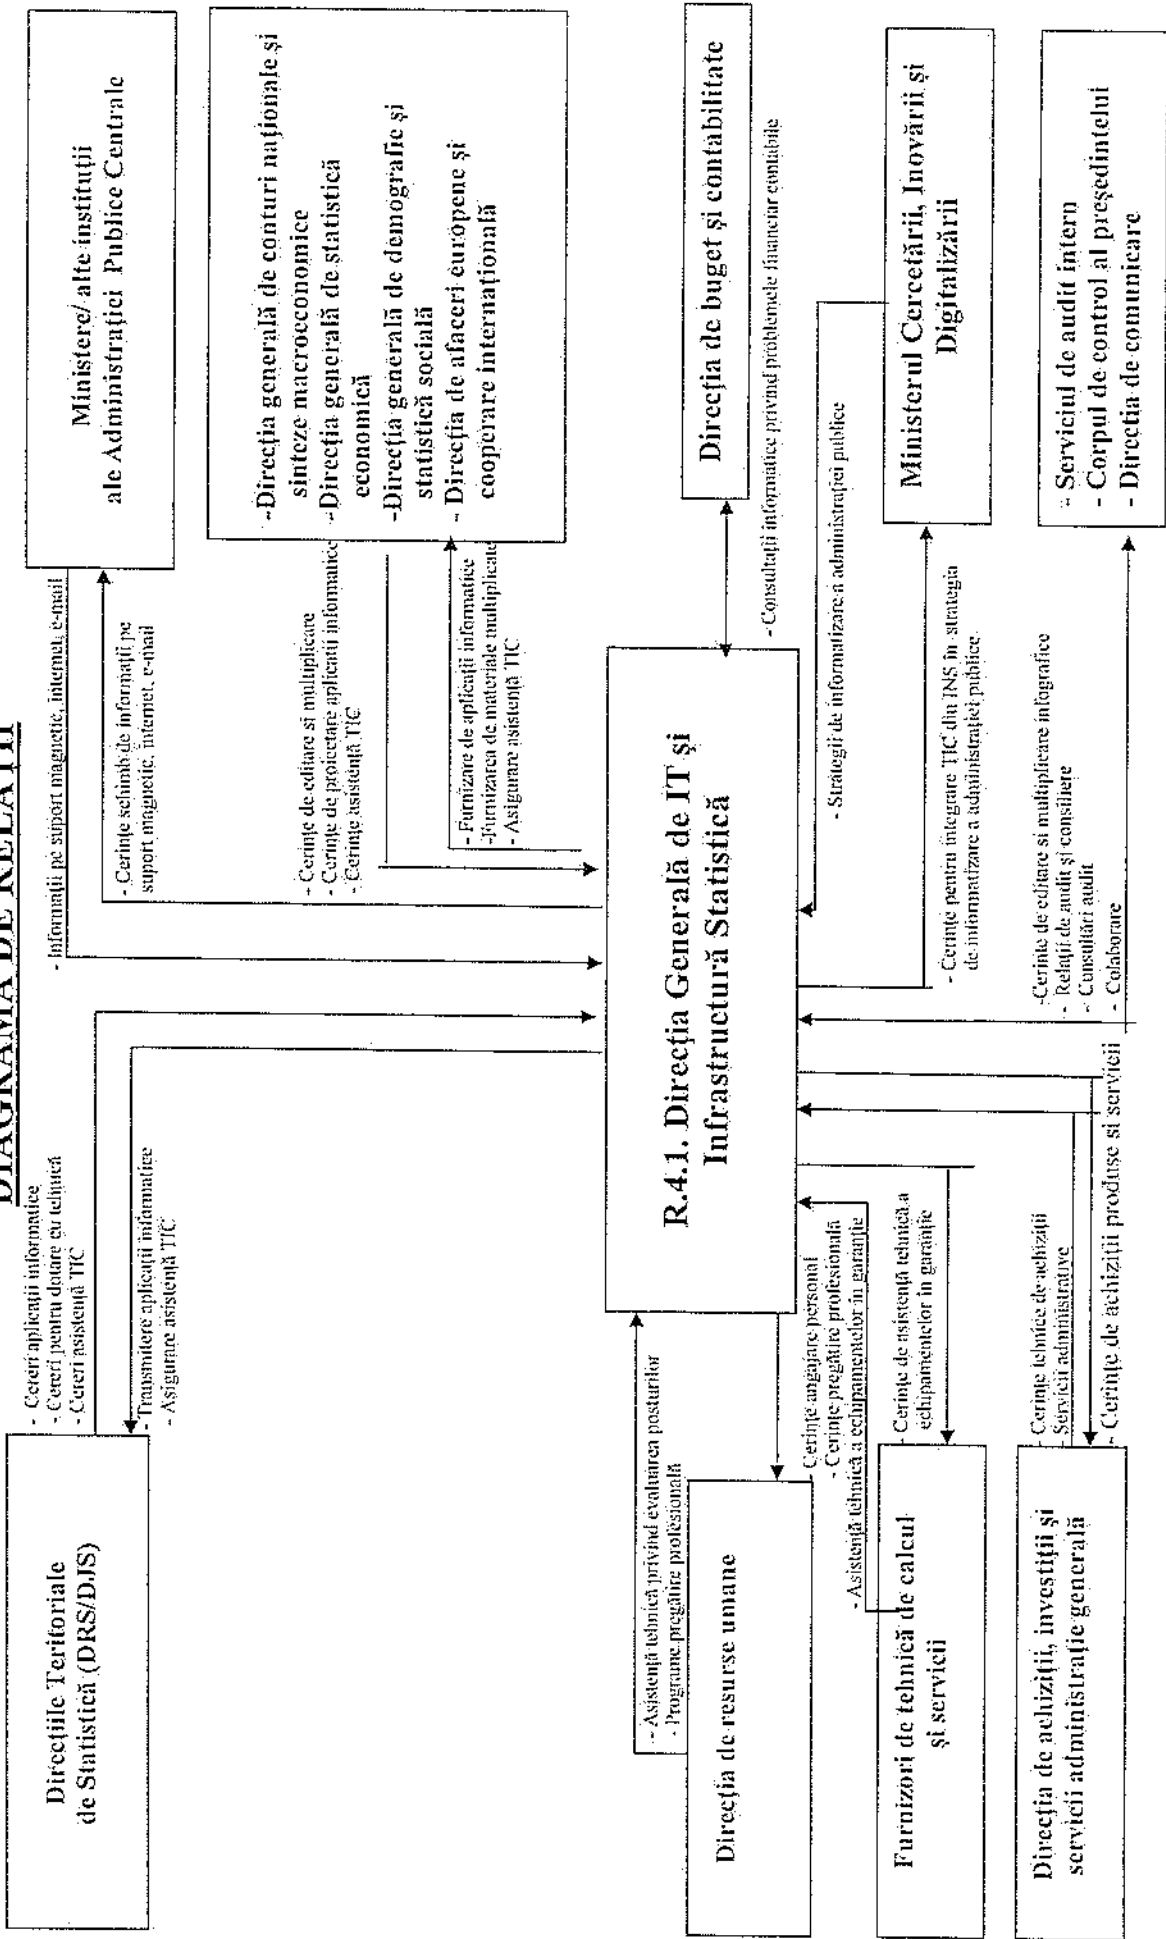 DIAGRAMA DE RELAȚII
Direcțiile Teritoriale
de Statistică (DRS/DJS)
- Cereri aplicații informatice
- Cereri pentru dotare cu tehnică
- Cereri asistență TIC
- Transmitere aplicații informatice
- Asigurare asistență TIC
- Informații pe suport magnetic, internet, e-mail
- Cerințe schimb de informații pe
suport magnetic, internet, e-mail
Ministere/ alte instituții
ale Administrației Publice Centrale
- Cerințe de editare si multiplicare
- Cerințe de proiectare aplicatii informatice
- Cerințe asistență TIC
- Furnizare de aplicații informatice
-Furnizarea de materiale multiplicate
- Asigurare asistență TIC
-Direcția generală de conturi naționale și
sinteze macroeconomice
-Direcția generală de statistică
economică
-Direcția generală de demografie și
statistică socială
- Direcția de afaceri europene și
cooperare internațională
R.4.1. Direcția Generală de IT și
Infrastructură Statistică
Direcția de buget și contabilitate
- Consultații informatice privind problemele financiar contabile
- Asistență tehnică privind evaluarea posturilor
- Programe pregătire profesională
Direcția de resurse umane
Cerințe angajare personal
- Cerințe pregătire profesională
- Asistență tehnică a echipamentelor in garanție
- Strategii de informatizare a administrației publice
Ministerul Cercetării, Inovării și
Digitalizării
Furnizori de tehnică de calcul
și servicii
- Cerințe de asistență tehnică a
echipamentelor in garanție
- Cerințe pentru integrare TIC din INS în strategia
de informatizare a administrației publice
Direcția de achiziții, investiții și
servicii administrație generală
- Cerințe tehnice de achiziții
- Servicii administrative
- Cerințe de achiziții produse si servicii
-Cerințe de editare si multiplicare infografice
- Relații de audit și consiliere
- Consultări audit
- Colaborare
- Serviciul de audit intern
- Corpul de control al președintelui
- Direcția de comunicare